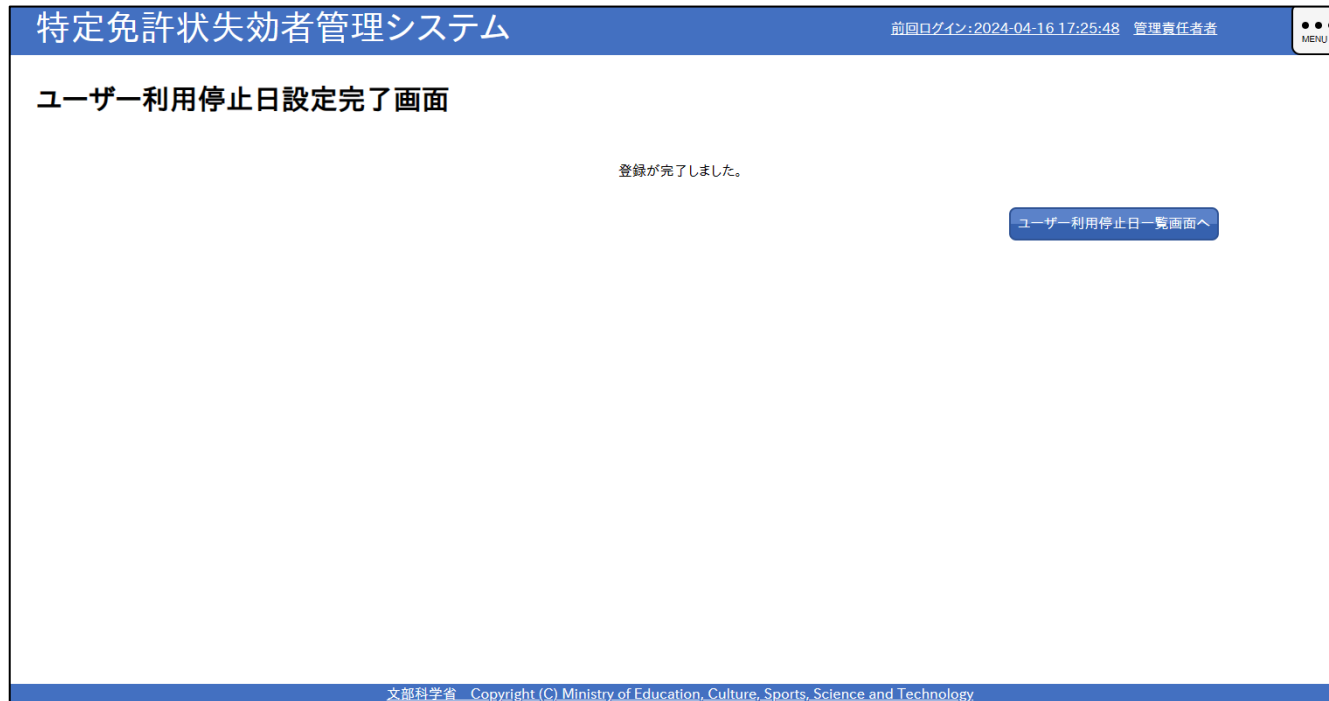 特定免許状失効者管理システム
前回ログイン:2024-04-16 17:25:48 管理責任者者
MENU
ユーザー利用停止日設定完了画面
登録が完了しました。
ユーザー利用停止日一覧画面へ
文部科学省 Copyright (C) Ministry of Education, Culture, Sports, Science and Technology